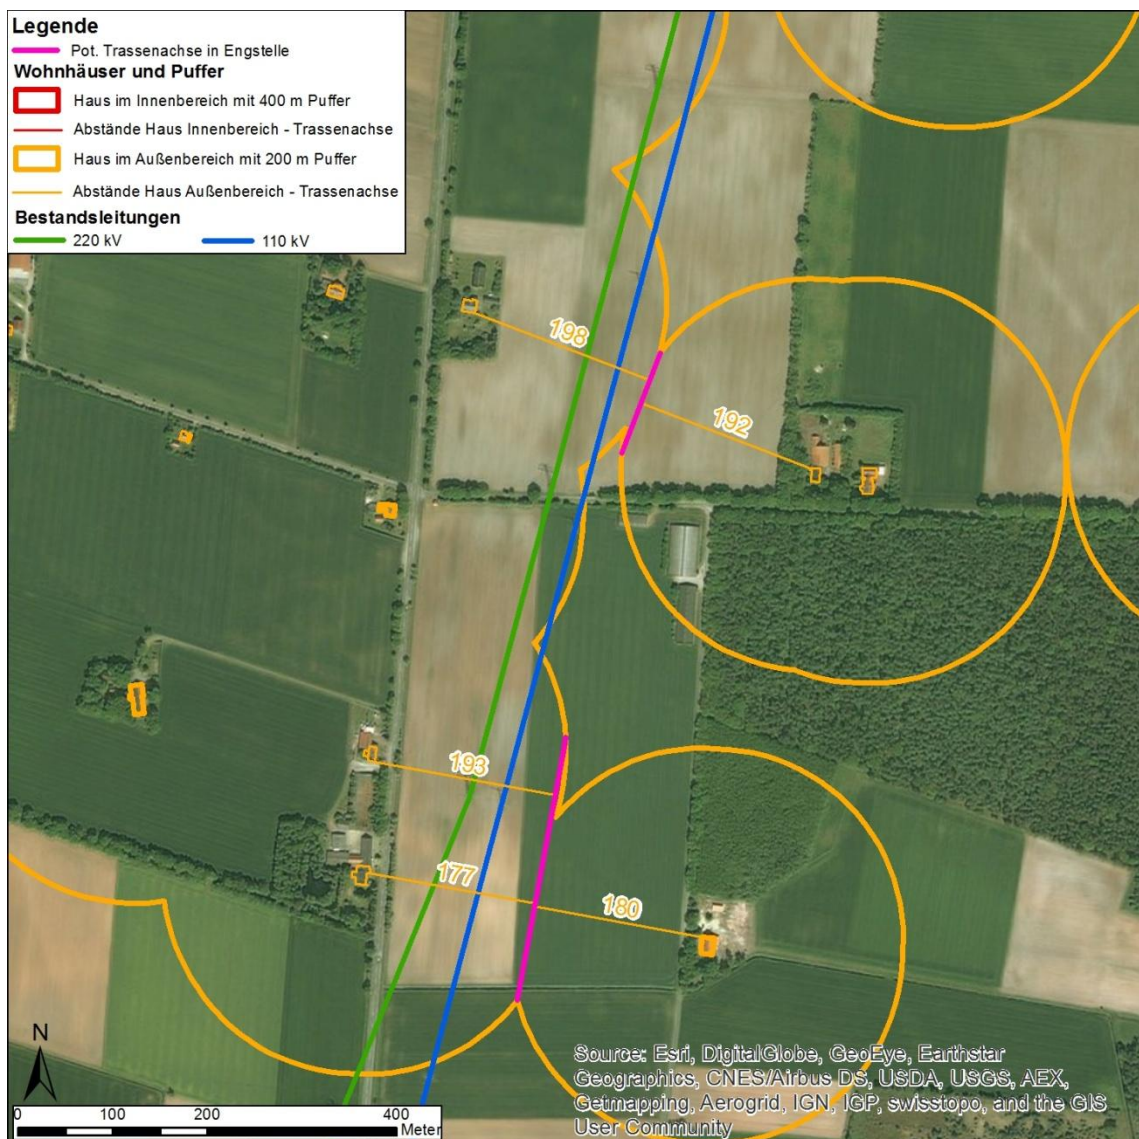 Legende
Pot. Trassenachse in Engstelle
Wohnhäuser und Puffer
Haus im Innenbereich mit 400 m Puffer
Abstände Haus Innenbereich - Trassenachse
Haus im Außenbereich mit 200 m Puffer
Abstände Haus Außenbereich - Trassenachse
Bestandsleitungen
220 kV 110 kV
198
192
193
177
180
N
0 100 200 400
Meter
Source: Esri, DigitalGlobe, GeoEye, Earthstar
Geographics, CNES/Airbus DS, USDA, USGS, AEX,
Getmapping, Aerogrid, IGN, IGP, swisstopo, and the GIS
User Community